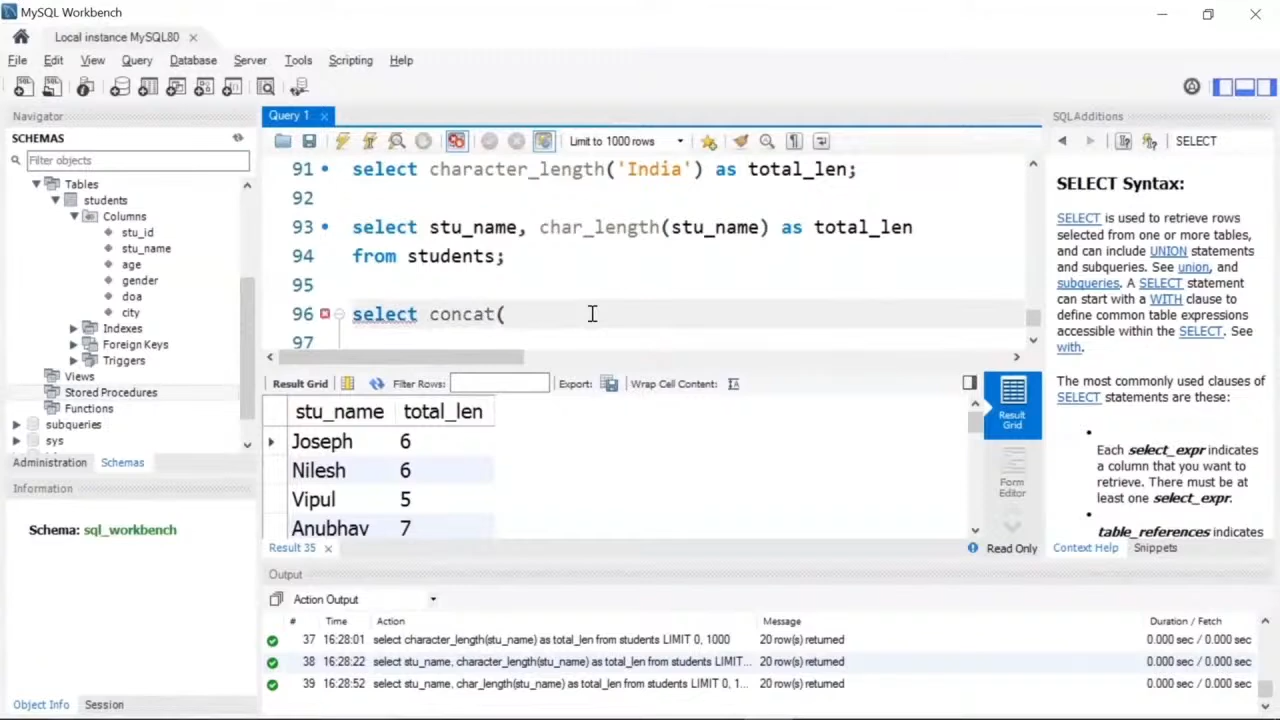 MySQL Workbench
Local instance MySQL80
File Edit View Query Database Server Tools Scripting Help
Navigator
SCHEMAS
Filter objects
Tables
students
Columns
stu_id
stu_name
age
gender
doa
city
Indexes
Foreign Keys
Triggers
Views
Stored Procedures
Functions
subqueries
sys
Administration Schemas
Information
Schema: sql_workbench
Object Info Session
Query 1
Limit to 1000 rows
91 select character_length('India') as total_len;
92
93 select stu_name, char_length(stu_name) as total_len
94 from students;
95
96 select concat(
97
Result Grid Filter Rows: Export: Wrap Cell Content:
stu_name total_len
Joseph 6
Nilesh 6
Vipul 5
Anubhav 7
Result Grid
Form Editor
Result 35
Read Only
Output
Action Output
# Time Action Message Duration / Fetch
37 16:28:01 select character_length(stu_name) as total_len from students LIMIT 0, 1000 20 row(s) returned 0.000 sec / 0.000 sec
38 16:28:22 select stu_name, character_length(stu_name) as total_len from students LIMIT... 20 row(s) returned 0.000 sec / 0.000 sec
39 16:28:52 select stu_name, char_length(stu_name) as total_len from students LIMIT 0, 1... 20 row(s) returned 0.000 sec / 0.000 sec
SQLAdditions
SELECT
SELECT Syntax:
SELECT is used to retrieve rows
selected from one or more tables,
and can include UNION statements
and subqueries. See union, and
subqueries. A SELECT statement
can start with a WITH clause to
define common table expressions
accessible within the SELECT. See
with.
The most commonly used clauses of
SELECT statements are these:
Each select_expr indicates
a column that you want to
retrieve. There must be at
least one select_expr.
table_references indicates
Context Help Snippets